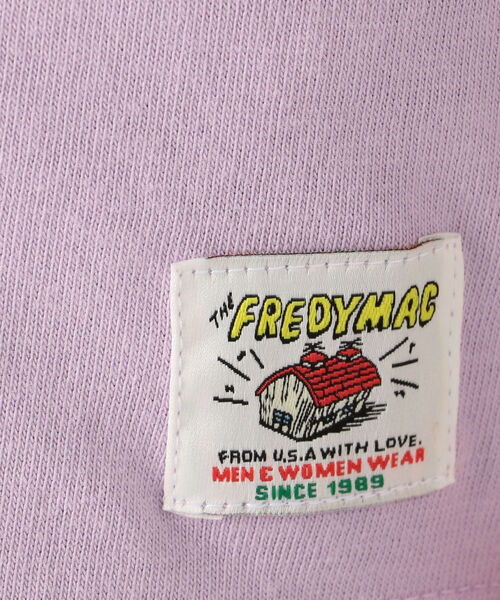 THE FREDYMAC
FROM U.S.A WITH LOVE.
MEN & WOMEN WEAR
SINCE 1989